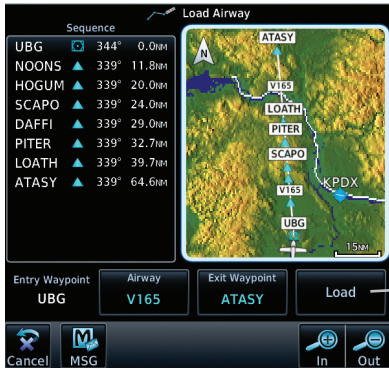 Load Airway
Sequence
UBG 344° 0.0NM
NOONS 339° 11.8NM
HOGUM 339° 20.0NM
SCAPO 339° 24.0NM
DAFFI 339° 29.0NM
PITER 339° 32.7NM
LOATH 339° 39.7NM
ATASY 339° 64.6NM
N
ATASY
V165
LOATH
PITER
SCAPO
KPDX
V165
UBG
15NM
Entry Waypoint
UBG
Airway
V165
Exit Waypoint
ATASY
Load
Cancel
MSG
In
Out